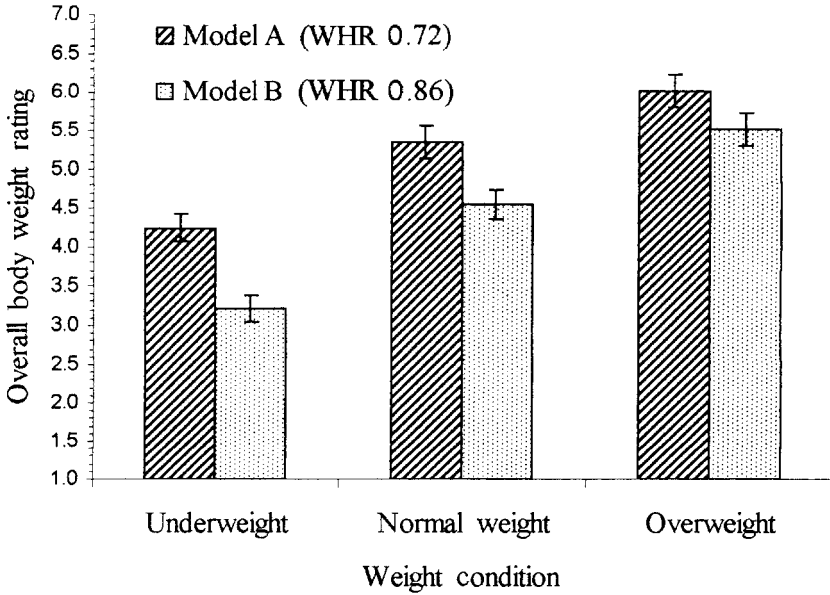 7.0
6.5
6.0
5.5
5.0
4.5
4.0
3.5
3.0
2.5
2.0
1.5
1.0
Overall body weight rating
Model A (WHR 0.72)
Model B (WHR 0.86)
Underweight Normal weight Overweight
Weight condition